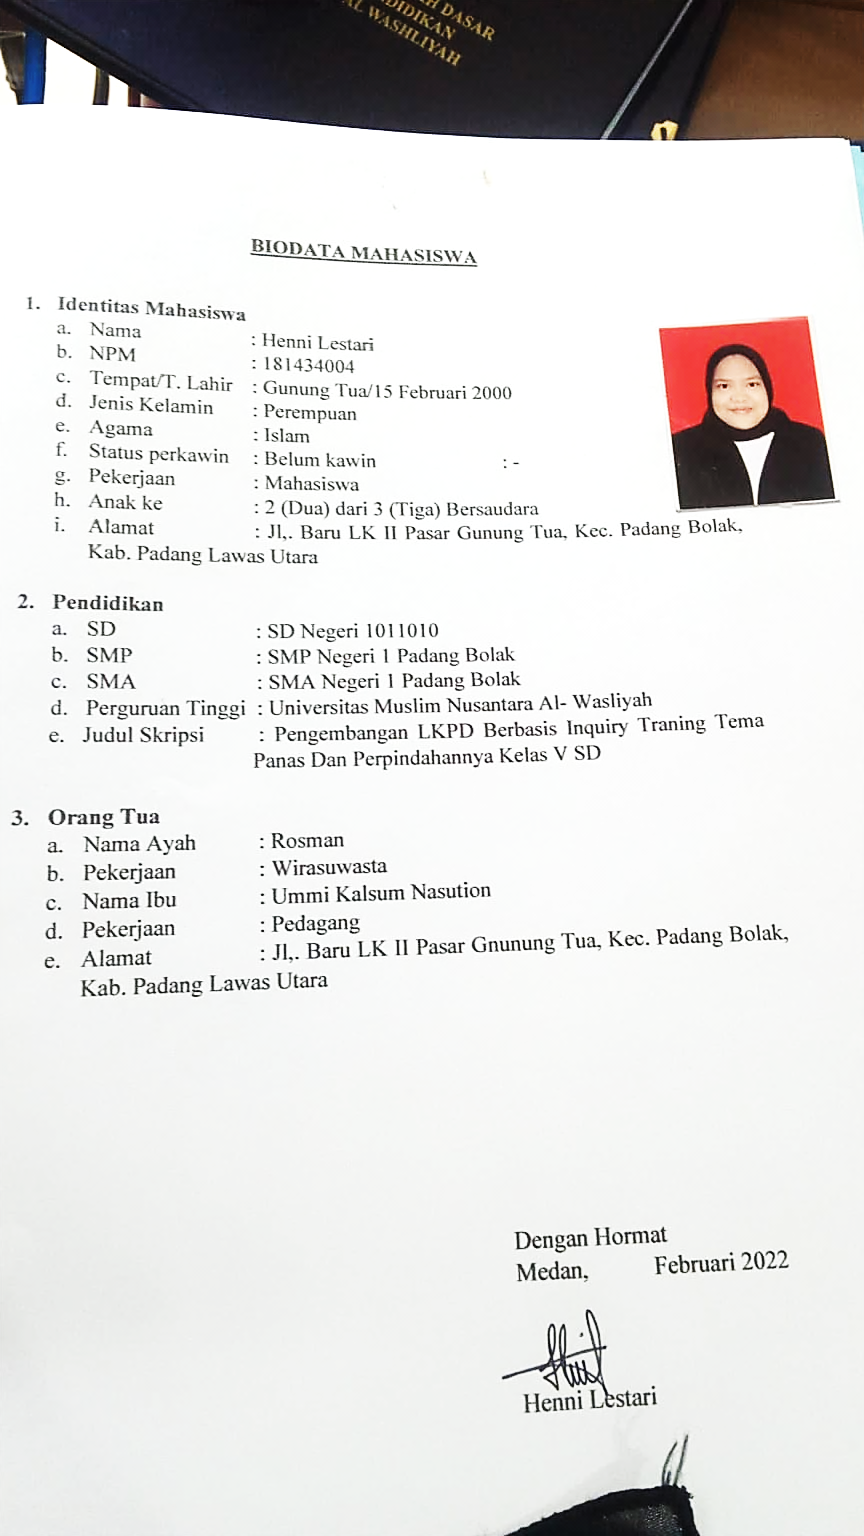 H DASAR
DIDIKAN
AL WASHLIYAH
BIODATA MAHASISWA
1. Identitas Mahasiswa
a. Nama : Henni Lestari
b. NPM : 181434004
c. Tempat/T. Lahir : Gunung Tua/15 Februari 2000
d. Jenis Kelamin : Perempuan
e. Agama : Islam
f. Status perkawin : Belum kawin : -
g. Pekerjaan : Mahasiswa
h. Anak ke : 2 (Dua) dari 3 (Tiga) Bersaudara
i. Alamat : Jl,. Baru LK II Pasar Gunung Tua, Kec. Padang Bolak,
Kab. Padang Lawas Utara
2. Pendidikan
a. SD : SD Negeri 1011010
b. SMP : SMP Negeri 1 Padang Bolak
c. SMA : SMA Negeri 1 Padang Bolak
d. Perguruan Tinggi : Universitas Muslim Nusantara Al- Wasliyah
e. Judul Skripsi : Pengembangan LKPD Berbasis Inquiry Traning Tema
Panas Dan Perpindahannya Kelas V SD
3. Orang Tua
a. Nama Ayah : Rosman
b. Pekerjaan : Wirasuwasta
c. Nama Ibu : Ummi Kalsum Nasution
d. Pekerjaan : Pedagang
e. Alamat : Jl,. Baru LK II Pasar Gnunung Tua, Kec. Padang Bolak,
Kab. Padang Lawas Utara
Dengan Hormat
Medan, Februari 2022
Henni Lestari